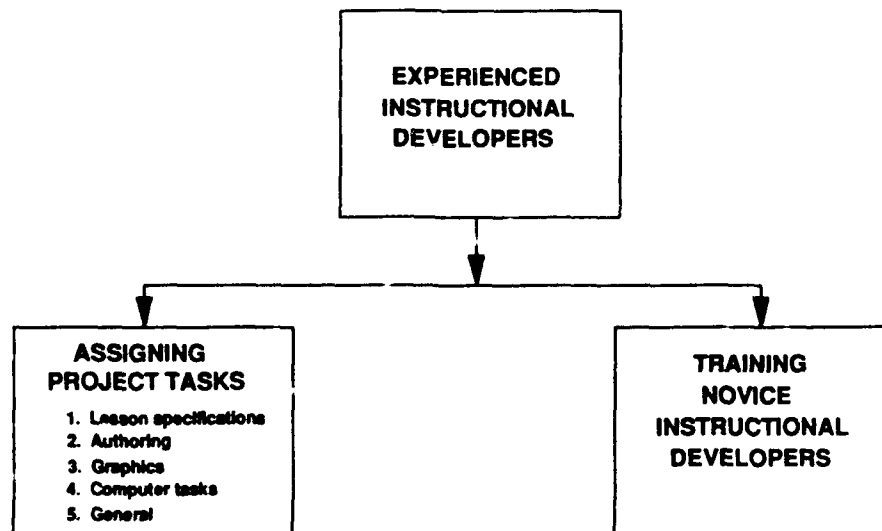 EXPERIENCED
INSTRUCTIONAL
DEVELOPERS
ASSIGNING
PROJECT TASKS
1. Lesson specifications
2. Authoring
3. Graphics
4. Computer tasks
5. General
TRAINING
NOVICE
INSTRUCTIONAL
DEVELOPERS